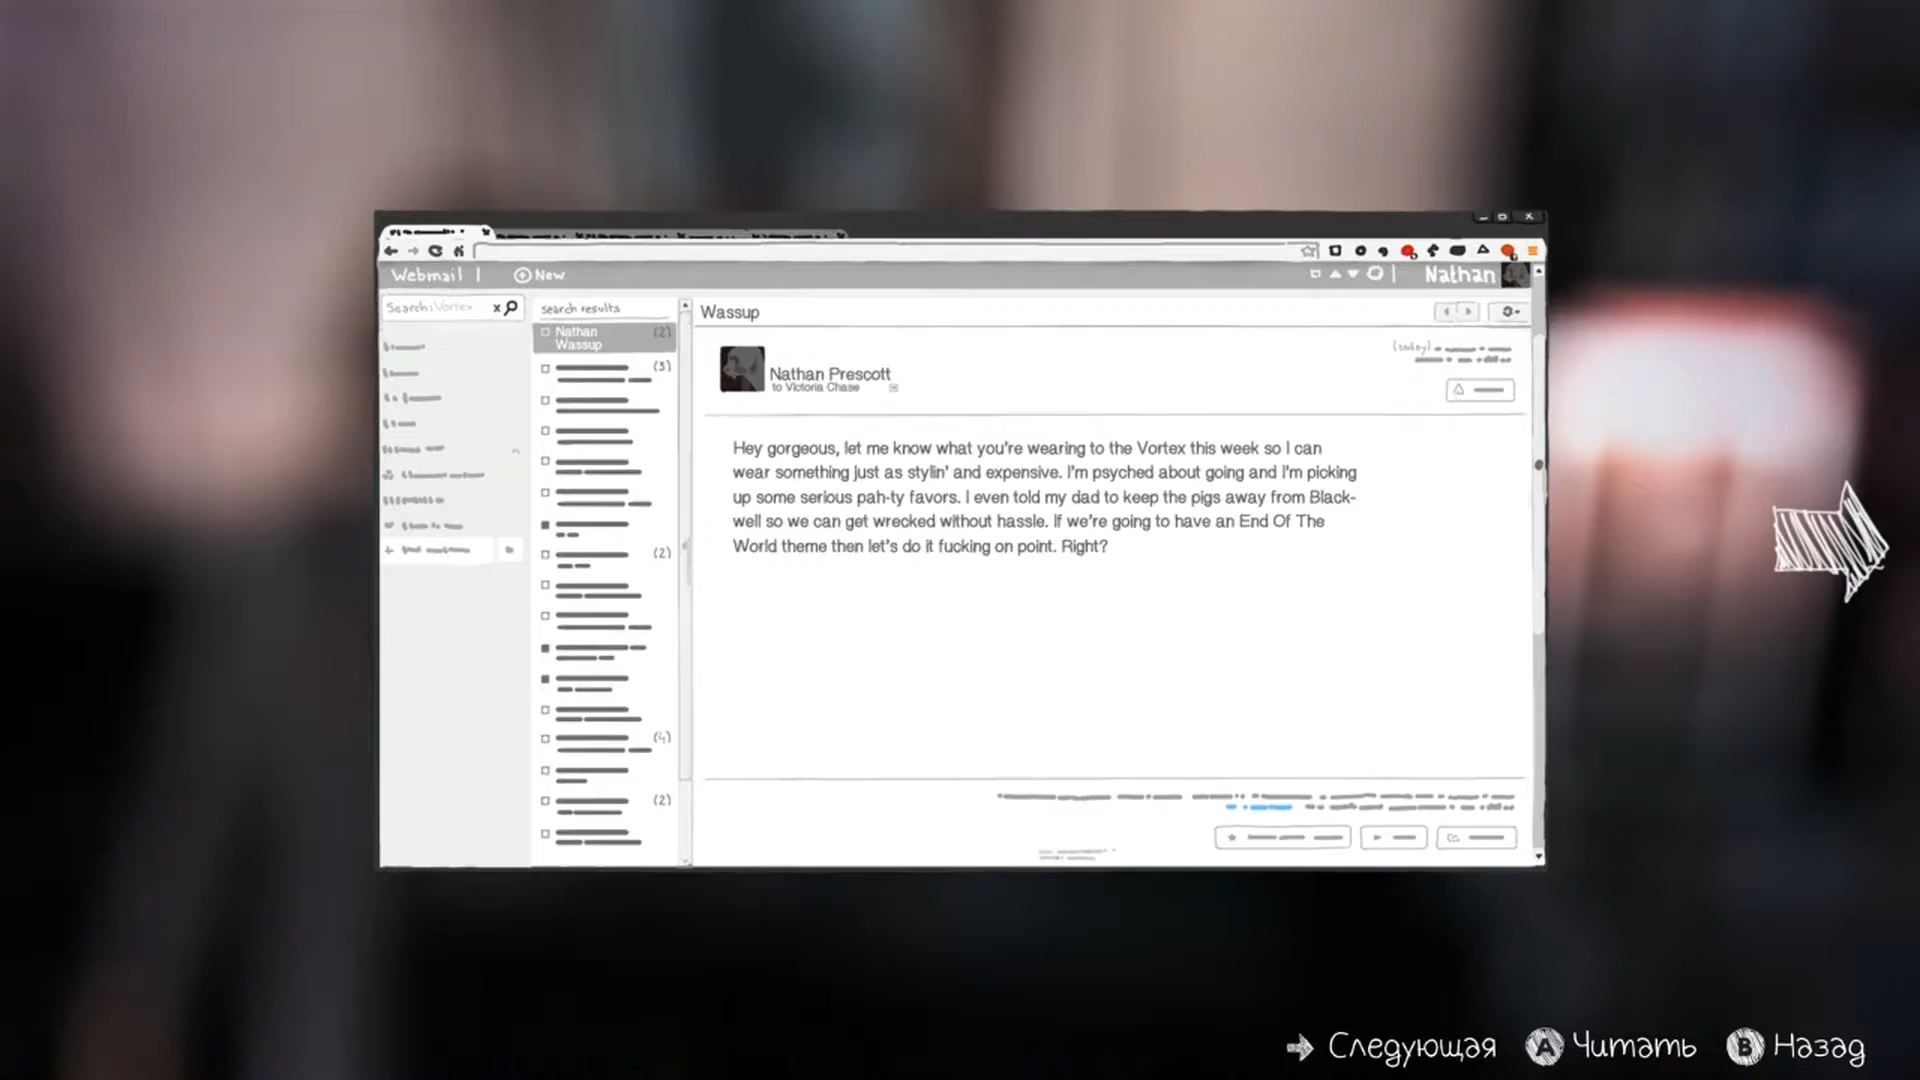 Webmail | New
Nathan
Search: Vortex x
search results
Nathan (2)
Wassup
(3)
(2)
(4)
(2)
Wassup
(today)
Nathan Prescott
to Victoria Chase
Hey gorgeous, let me know what you're wearing to the Vortex this week so I can
wear something just as stylin' and expensive. I'm psyched about going and I'm picking
up some serious pah-ty favors. I even told my dad to keep the pigs away from Black-
well so we can get wrecked without hassle. If we're going to have an End Of The
World theme then let's do it fucking on point. Right?
Следующая A Читать B Назад